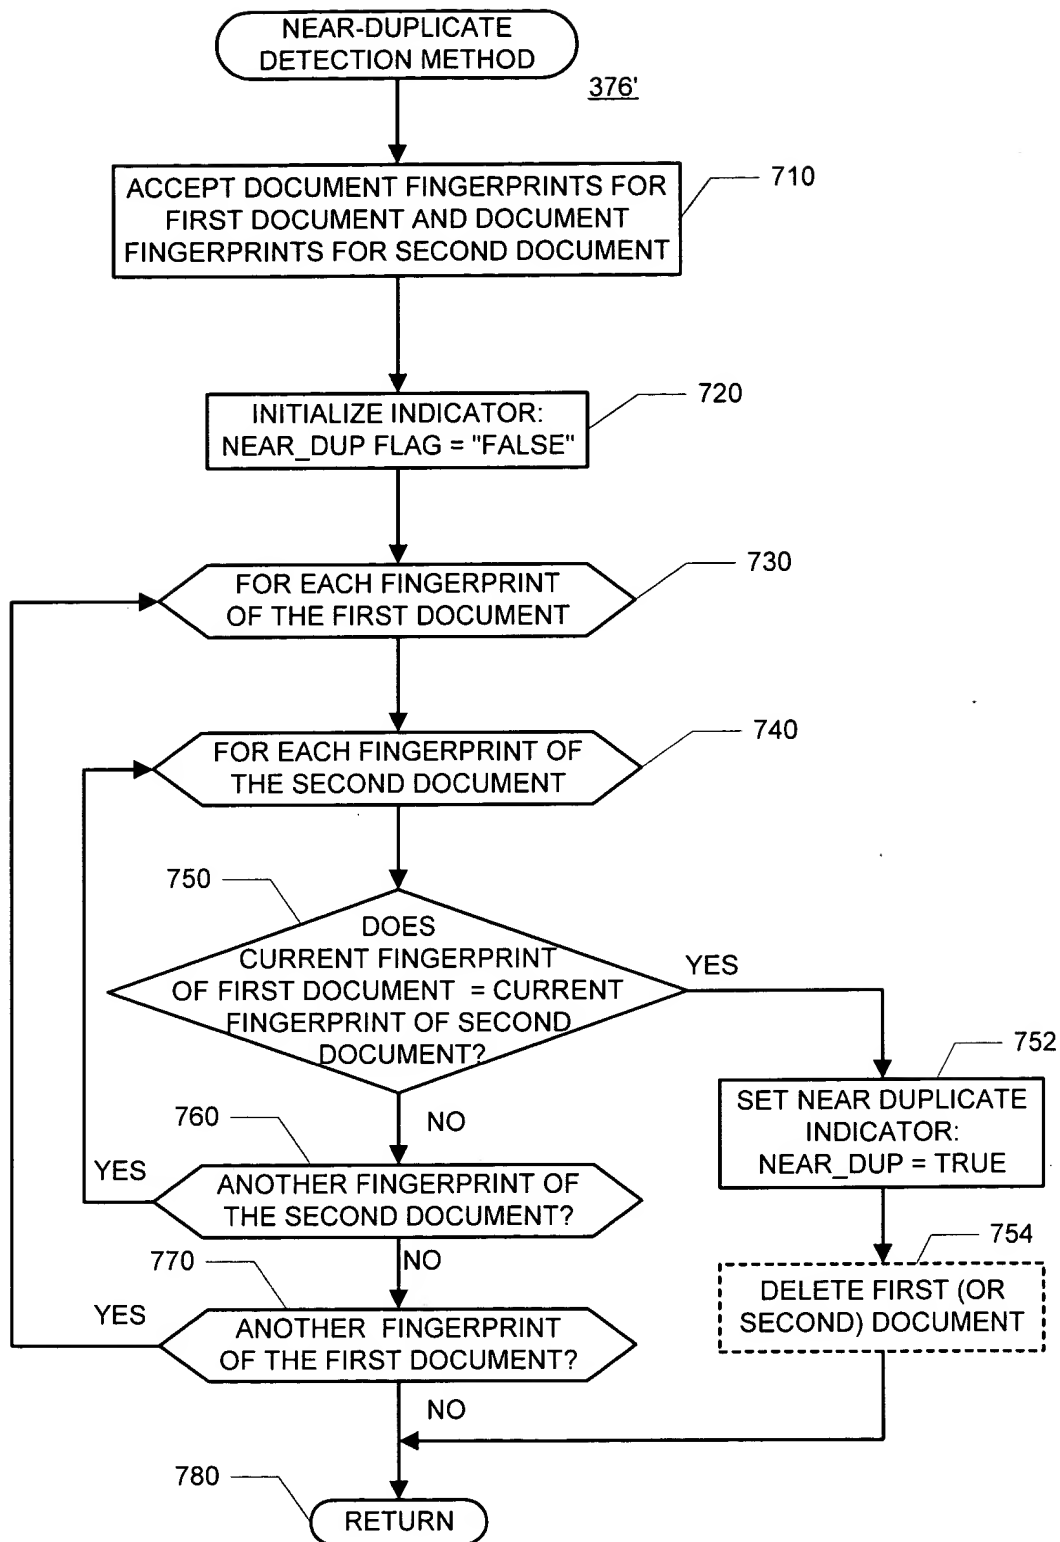 NEAR-DUPLICATE
DETECTION METHOD
376'
710
ACCEPT DOCUMENT FINGERPRINTS FOR
FIRST DOCUMENT AND DOCUMENT
FINGERPRINTS FOR SECOND DOCUMENT
720
INITIALIZE INDICATOR:
NEAR_DUP FLAG = "FALSE"
730
FOR EACH FINGERPRINT
OF THE FIRST DOCUMENT
740
FOR EACH FINGERPRINT OF
THE SECOND DOCUMENT
750
DOES
CURRENT FINGERPRINT
OF FIRST DOCUMENT = CURRENT
FINGERPRINT OF SECOND
DOCUMENT?
YES
752
SET NEAR DUPLICATE
INDICATOR:
NEAR_DUP = TRUE
NO
760
YES
ANOTHER FINGERPRINT OF
THE SECOND DOCUMENT?
754
DELETE FIRST (OR
SECOND) DOCUMENT
NO
770
YES
ANOTHER FINGERPRINT
OF THE FIRST DOCUMENT?
NO
780
RETURN